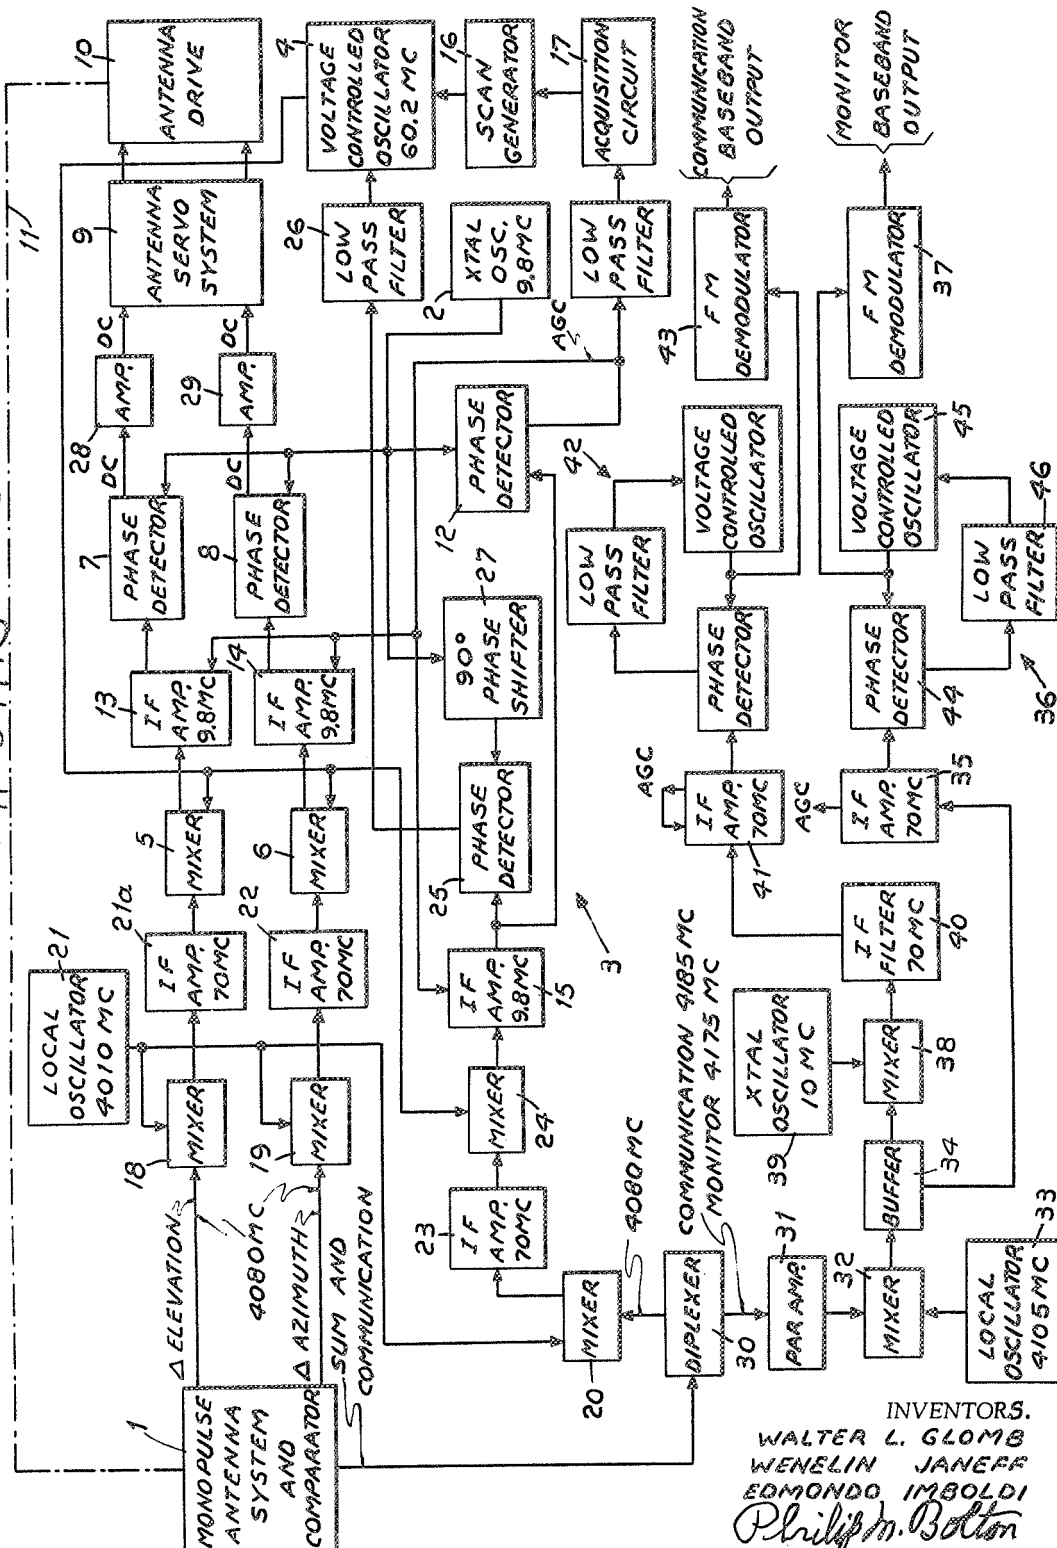 10
ANTENNA
DRIVE
11
9
ANTENNA
SERVO
SYSTEM
4
VOLTAGE
CONTROLLED
OSCILLATOR
60.2 MC
16
SCAN
GENERATOR
17
ACQUISITION
CIRCUIT
COMMUNICATION
BASEBAND
OUTPUT
MONITOR
BASEBAND
OUTPUT
26
LOW
PASS
FILTER
2
XTAL
OSC.
9.8MC
LOW
PASS
FILTER
43
FM
DEMODULATOR
FM
DEMODULATOR
37
DC
DC
28
AMP.
29
AMP.
DC
DC
AGC
7
PHASE
DETECTOR
8
PHASE
DETECTOR
12
PHASE
DETECTOR
42
VOLTAGE
CONTROLLED
OSCILLATOR
VOLTAGE
CONTROLLED
OSCILLATOR
45
LOW
PASS
FILTER
LOW
PASS
FILTER
46
36
13
IF
AMP.
9.8MC
14
IF
AMP.
9.8MC
90°
PHASE
SHIFTER
27
PHASE
DETECTOR
PHASE
DETECTOR
44
5
MIXER
6
MIXER
25
PHASE
DETECTOR
3
AGC
IF
AMP.
70MC
41
AGC
IF
AMP.
70MC
35
21
LOCAL
OSCILLATOR
4010 MC
21a
IF
AMP.
70MC
22
IF
AMP.
70MC
IF
AMP.
9.8MC
15
IF
FILTER
70MC
40
18
MIXER
19
MIXER
MIXER
24
XTAL
OSCILLATOR
10 MC
39
MIXER
38
23
IF
AMP.
70MC
BUFFER
34
Δ ELEVATION
4080MC
Δ AZIMUTH
SUM AND
COMMUNICATION
4080MC
COMMUNICATION 4185MC
MONITOR 4175 MC
MIXER
20
DIPLEXER
30
PAR AMP.
31
32
MIXER
LOCAL
OSCILLATOR
4105 MC
33
1
MONOPULSE
ANTENNA
SYSTEM
AND
COMPARATOR
INVENTORS.
WALTER L. GLOMB
WENELIN JANEFF
EDMONDO IMBOLDI
Philip M. Bolton